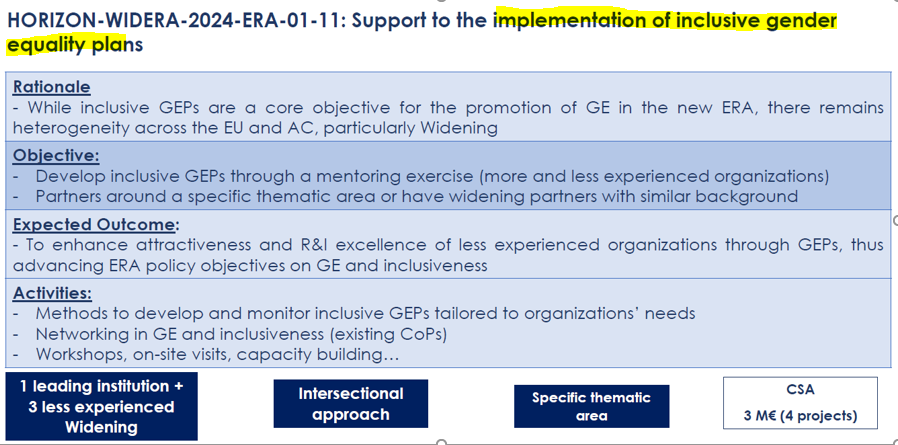 HORIZON-WIDERA-2024-ERA-01-11: Support to the implementation of inclusive gender
equality plans
Rationale
- While inclusive GEPs are a core objective for the promotion of GE in the new ERA, there remains
heterogeneity across the EU and AC, particularly Widening
Objective:
- Develop inclusive GEPs through a mentoring exercise (more and less experienced organizations)
- Partners around a specific thematic area or have widening partners with similar background
Expected Outcome:
- To enhance attractiveness and R&I excellence of less experienced organizations through GEPs, thus
advancing ERA policy objectives on GE and inclusiveness
Activities:
- Methods to develop and monitor inclusive GEPs tailored to organizations’ needs
- Networking in GE and inclusiveness (existing CoPs)
- Workshops, on-site visits, capacity building…
1 leading institution +
3 less experienced
Widening
Intersectional
approach
Specific thematic
area
CSA
3 M€ (4 projects)